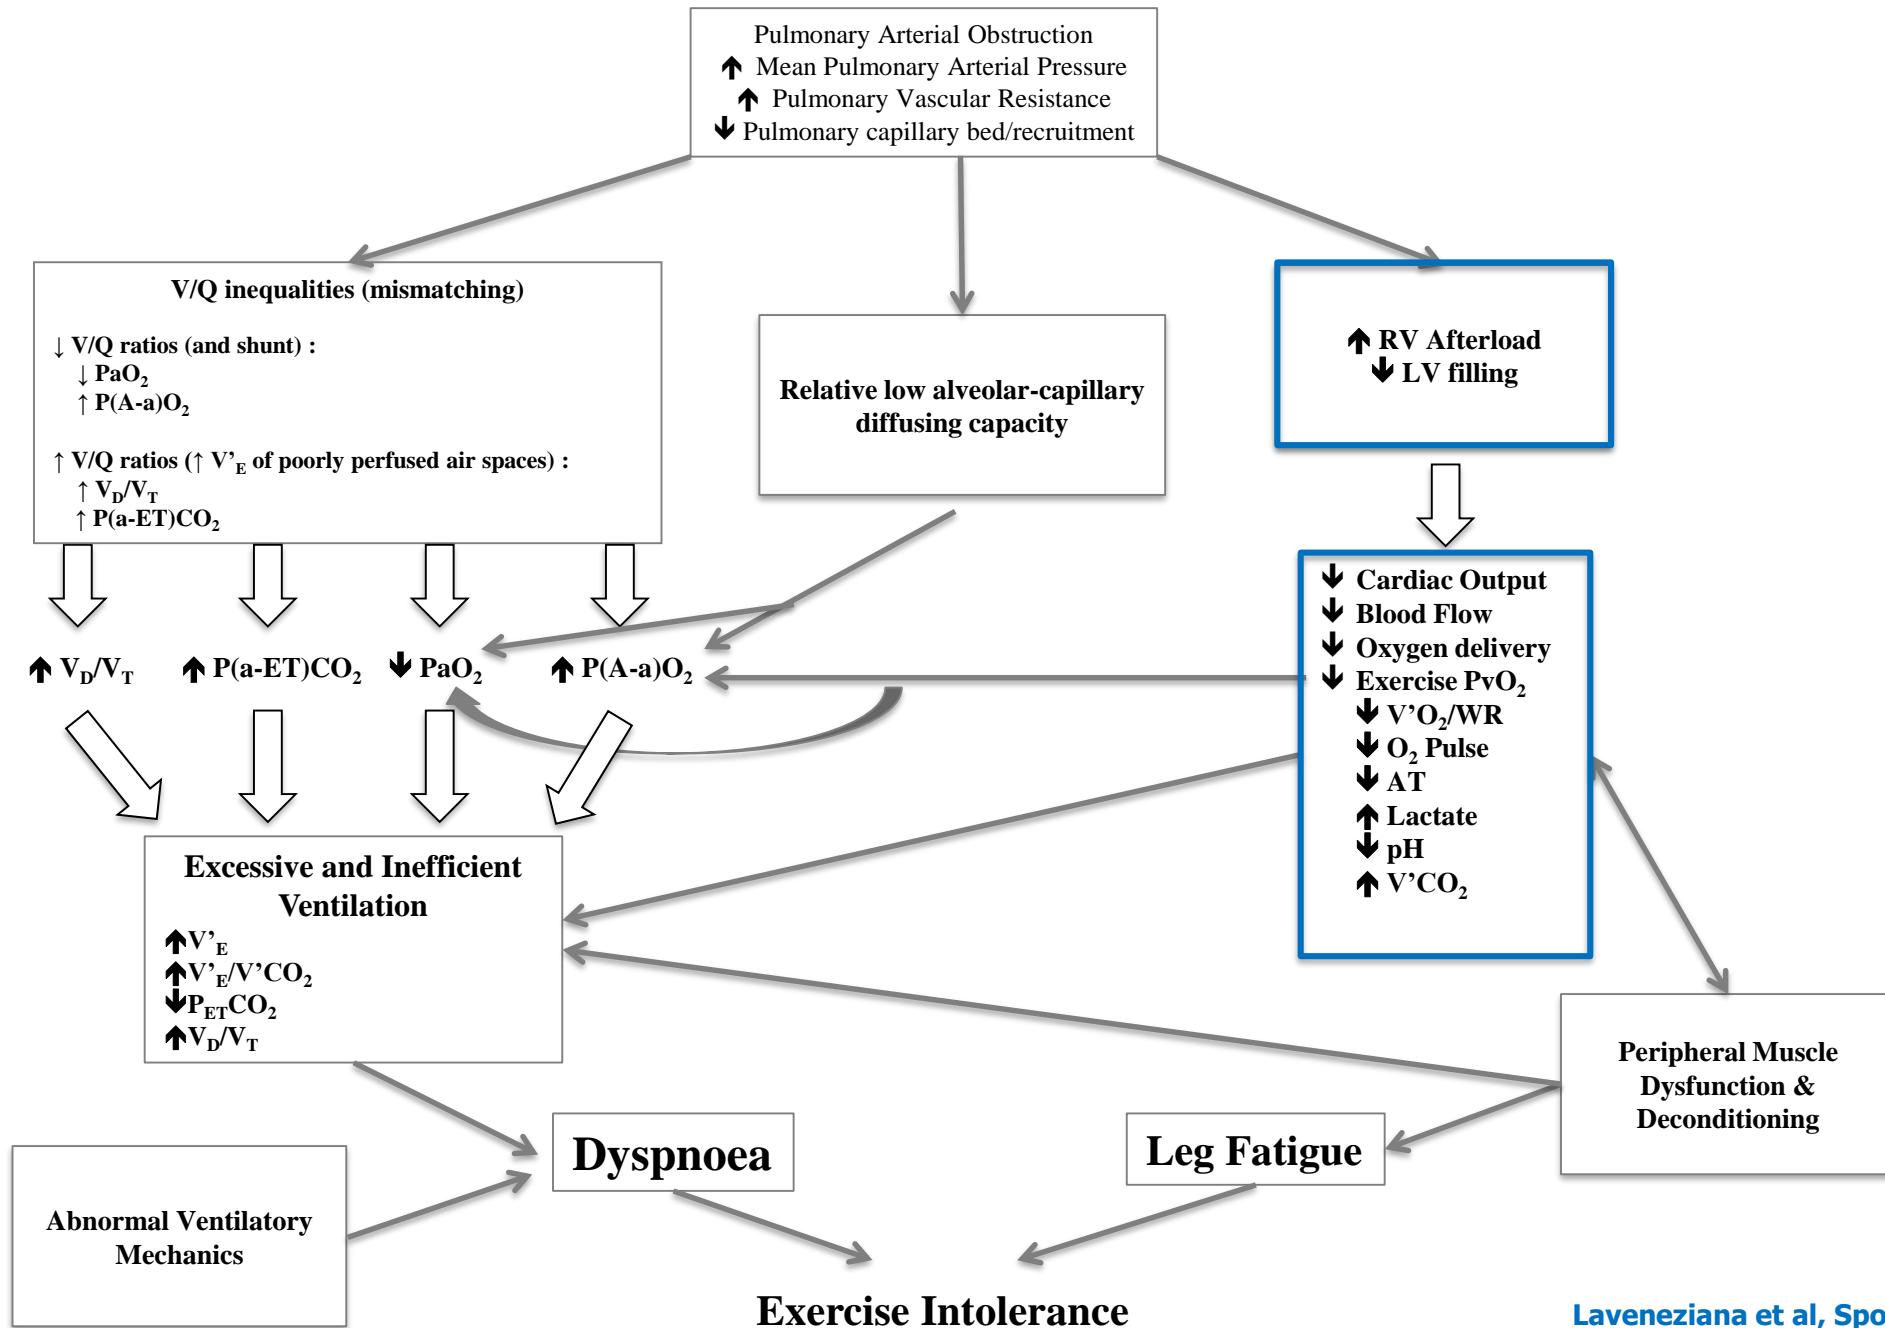 Pulmonary Arterial Obstruction
↑ Mean Pulmonary Arterial Pressure
↑ Pulmonary Vascular Resistance
↓ Pulmonary capillary bed/recruitment
V/Q inequalities (mismatching)
↓ V/Q ratios (and shunt) :
↓ PaO₂
↑ P(A-a)O₂
↑ V/Q ratios (↑ V’E of poorly perfused air spaces) :
↑ VD/VT
↑ P(a-ET)CO₂
Relative low alveolar-capillary
diffusing capacity
↑ RV Afterload
↓ LV filling
↑ VD/VT
↑ P(a-ET)CO₂
↓ PaO₂
↑ P(A-a)O₂
↓ Cardiac Output
↓ Blood Flow
↓ Oxygen delivery
↓ Exercise PvO₂
↓ V’O₂/WR
↓ O₂ Pulse
↓ AT
↑ Lactate
↓ pH
↑ V’CO₂
Excessive and Inefficient
Ventilation
↑V’E
↑V’E/V’CO₂
↓PETCO₂
↑VD/VT
Peripheral Muscle
Dysfunction &
Deconditioning
Dyspnoea
Leg Fatigue
Abnormal Ventilatory
Mechanics
Exercise Intolerance
Laveneziana et al, Spo